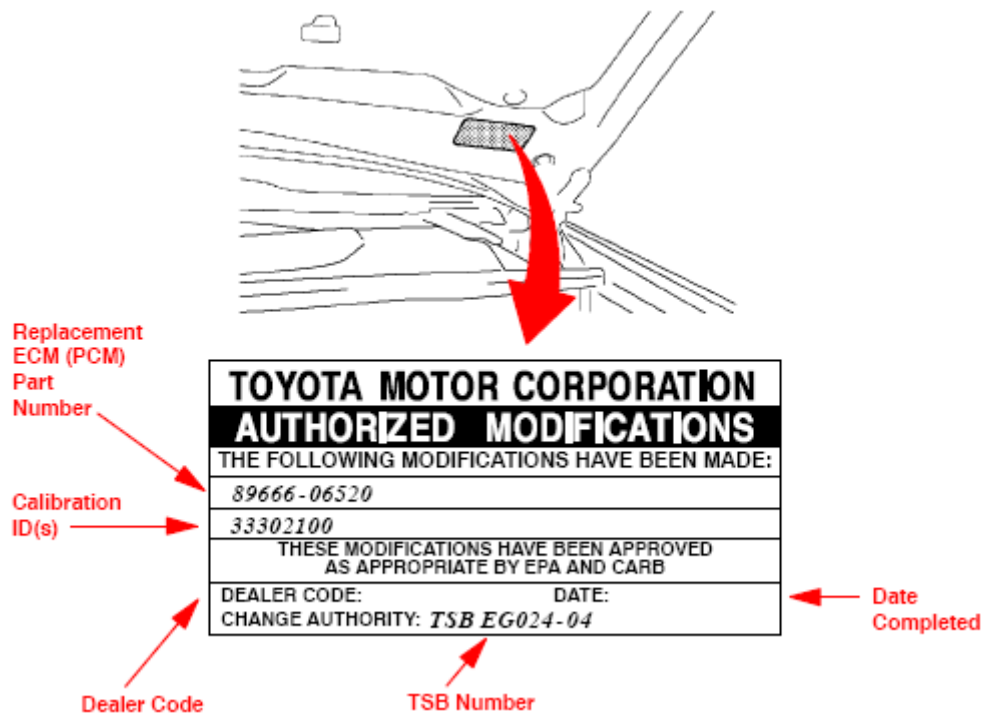 Replacement
ECM (PCM)
Part
Number
TOYOTA MOTOR CORPORATION
AUTHORIZED MODIFICATIONS
THE FOLLOWING MODIFICATIONS HAVE BEEN MADE:
89666-06520
Calibration
ID(s)
33302100
THESE MODIFICATIONS HAVE BEEN APPROVED
AS APPROPRIATE BY EPA AND CARB
DEALER CODE: DATE:
CHANGE AUTHORITY: TSB EG024-04
Date
Completed
Dealer Code
TSB Number